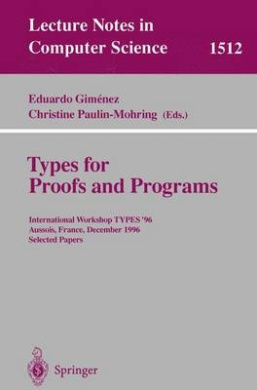 Lecture Notes in
Computer Science 1512
Eduardo Giménez
Christine Paulin-Mohring (Eds.)
Types for
Proofs and Programs
International Workshop TYPES '96
Aussois, France, December 1996
Selected Papers
Springer